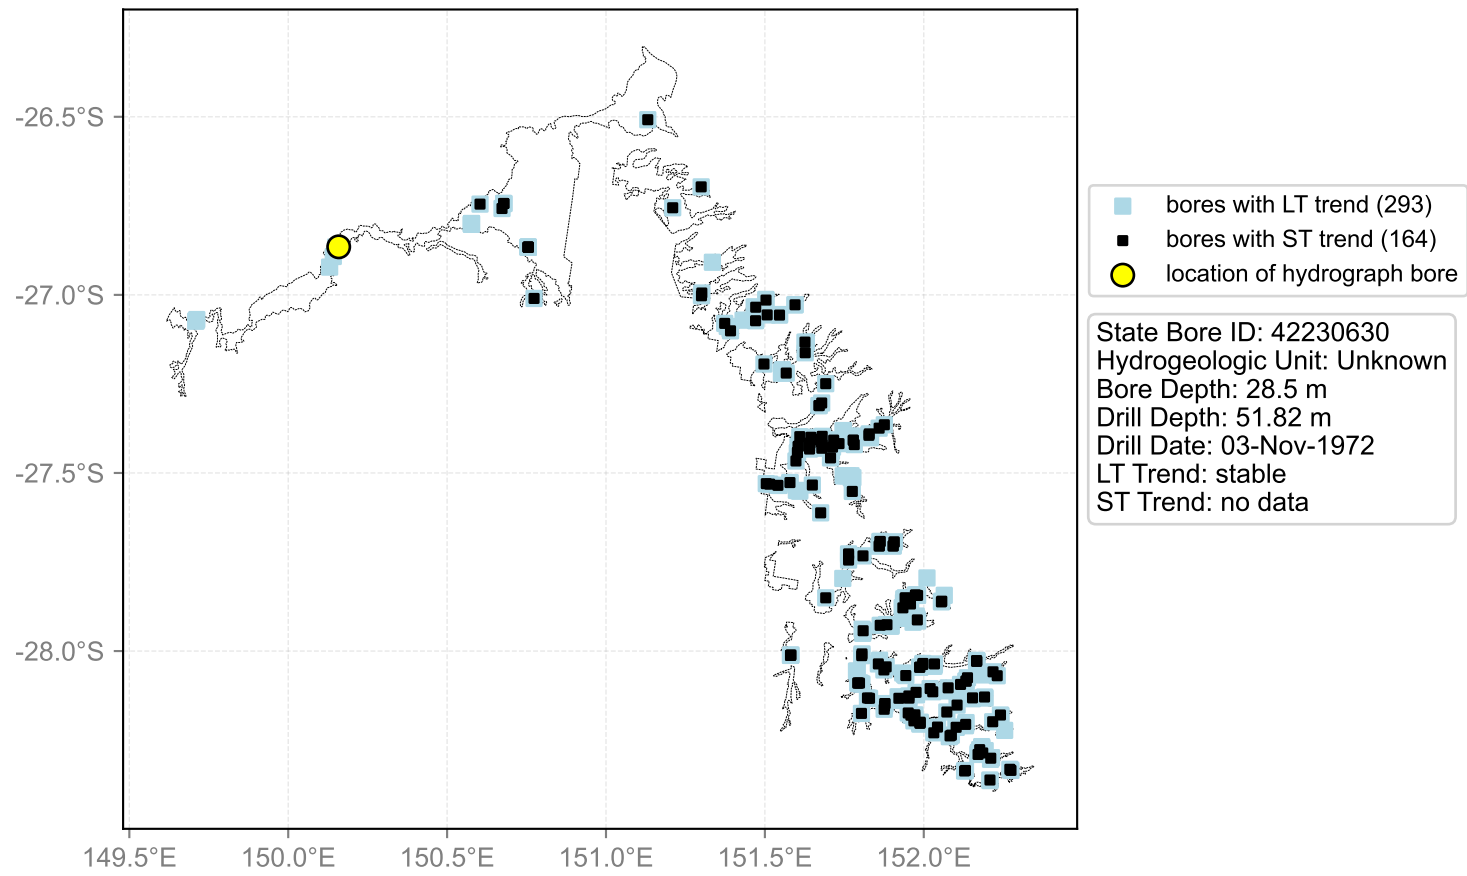 -26.5°S
-27.0°S
-27.5°S
-28.0°S
149.5°E
150.0°E
150.5°E
151.0°E
151.5°E
152.0°E
bores with LT trend (293)
bores with ST trend (164)
location of hydrograph bore
State Bore ID: 42230630
Hydrogeologic Unit: Unknown
Bore Depth: 28.5 m
Drill Depth: 51.82 m
Drill Date: 03-Nov-1972
LT Trend: stable
ST Trend: no data